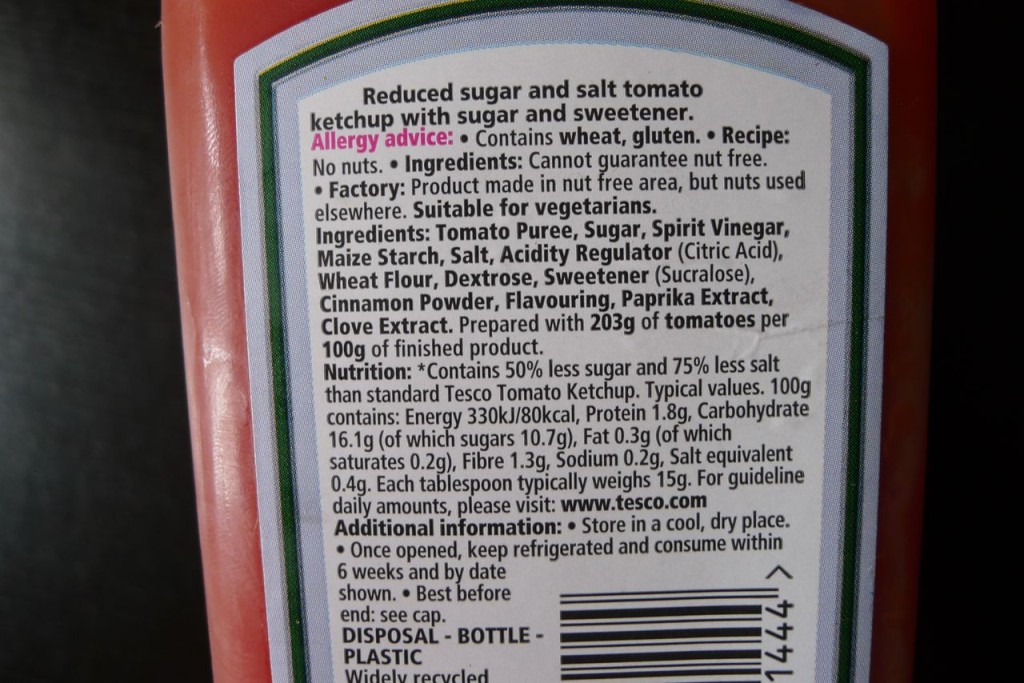 Reduced sugar and salt tomato
ketchup with sugar and sweetener.
Allergy advice: • Contains wheat, gluten. • Recipe:
No nuts. • Ingredients: Cannot guarantee nut free.
• Factory: Product made in nut free area, but nuts used
elsewhere. Suitable for vegetarians.
Ingredients: Tomato Puree, Sugar, Spirit Vinegar,
Maize Starch, Salt, Acidity Regulator (Citric Acid),
Wheat Flour, Dextrose, Sweetener (Sucralose),
Cinnamon Powder, Flavouring, Paprika Extract,
Clove Extract. Prepared with 203g of tomatoes per
100g of finished product.
Nutrition: *Contains 50% less sugar and 75% less salt
than standard Tesco Tomato Ketchup. Typical values. 100g
contains: Energy 330kJ/80kcal, Protein 1.8g, Carbohydrate
16.1g (of which sugars 10.7g), Fat 0.3g (of which
saturates 0.2g), Fibre 1.3g, Sodium 0.2g, Salt equivalent
0.4g. Each tablespoon typically weighs 15g. For guideline
daily amounts, please visit: www.tesco.com
Additional information: • Store in a cool, dry place.
• Once opened, keep refrigerated and consume within
6 weeks and by date
shown. • Best before
end: see cap.
DISPOSAL - BOTTLE -
PLASTIC
Widely recycled
1444 >